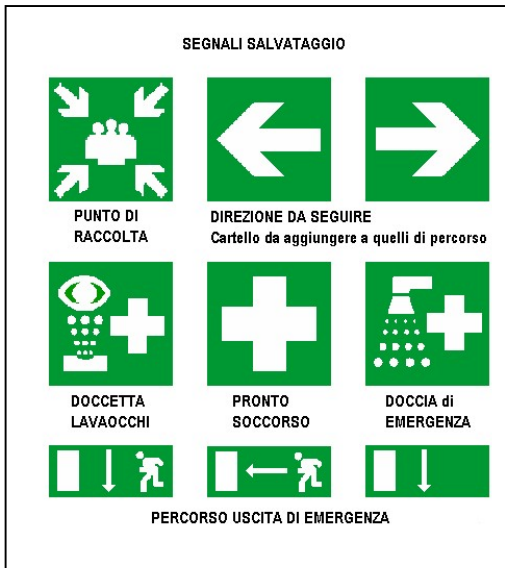 SEGNALI SALVATAGGIO
PUNTO DI
RACCOLTA
DIREZIONE DA SEGUIRE
Cartello da aggiungere a quelli di percorso
DOCCETTA
LAVAOCCHI
PRONTO
SOCCORSO
DOCCIA di
EMERGENZA
PERCORSO USCITA DI EMERGENZA